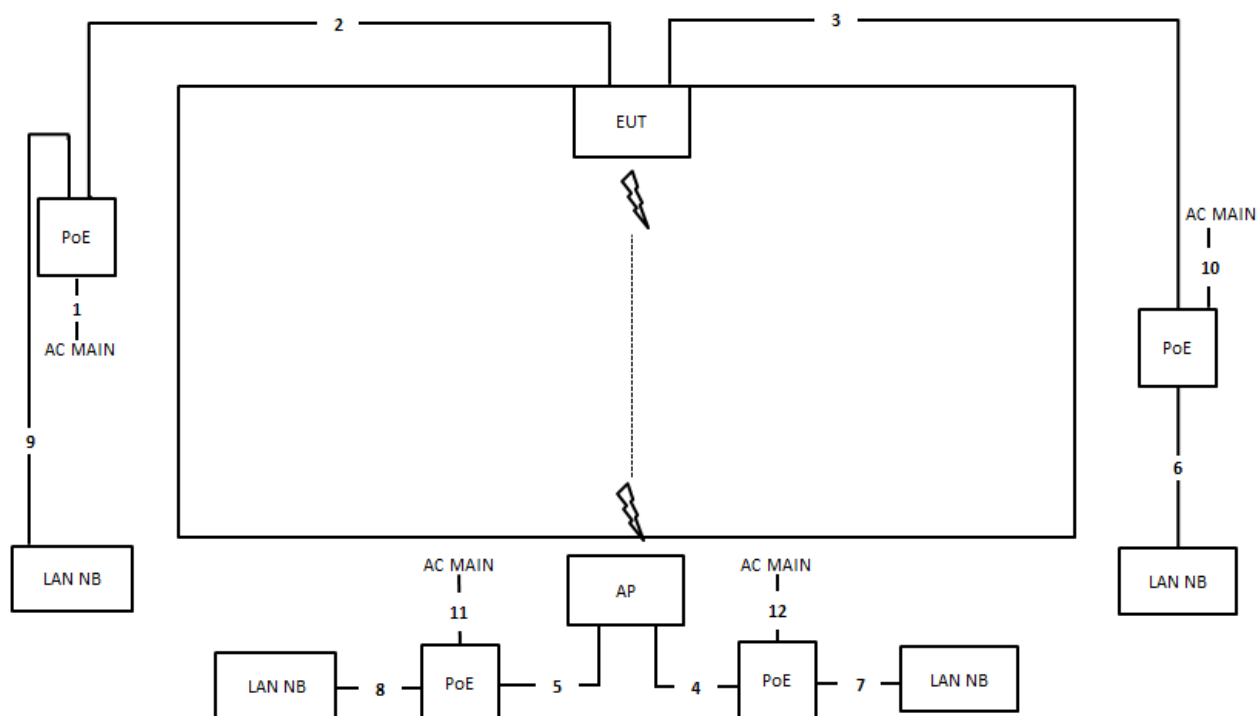 2
3
EUT
PoE
1
AC MAIN
AC MAIN
10
PoE
9
6
LAN NB
LAN NB
AC MAIN
11
AP
AC MAIN
12
LAN NB
8
PoE
5
4
PoE
7
LAN NB